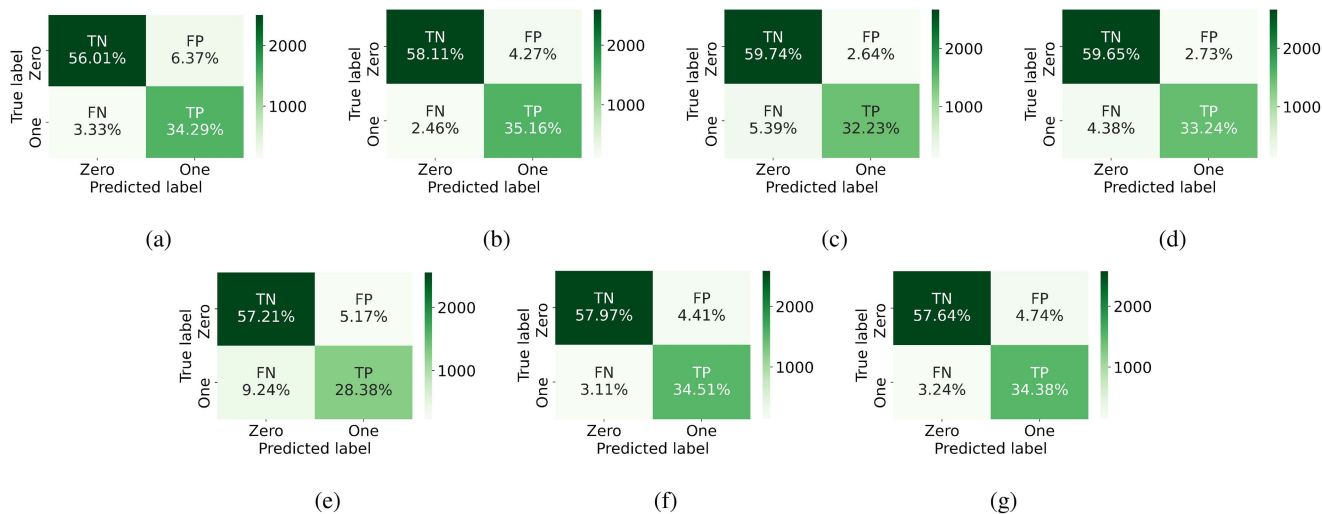 True label
Zero
One
TN
56.01%
FP
6.37%
FN
3.33%
TP
34.29%
2000
1000
Zero One
Predicted label
(a)
True label
Zero
One
TN
58.11%
FP
4.27%
FN
2.46%
TP
35.16%
2000
1000
Zero One
Predicted label
(b)
True label
Zero
One
TN
59.74%
FP
2.64%
FN
5.39%
TP
32.23%
2000
1000
Zero One
Predicted label
(c)
True label
Zero
One
TN
59.65%
FP
2.73%
FN
4.38%
TP
33.24%
2000
1000
Zero One
Predicted label
(d)
True label
Zero
One
TN
57.21%
FP
5.17%
FN
9.24%
TP
28.38%
2000
1000
Zero One
Predicted label
(e)
True label
Zero
One
TN
57.97%
FP
4.41%
FN
3.11%
TP
34.51%
2000
1000
Zero One
Predicted label
(f)
True label
Zero
One
TN
57.64%
FP
4.74%
FN
3.24%
TP
34.38%
2000
1000
Zero One
Predicted label
(g)